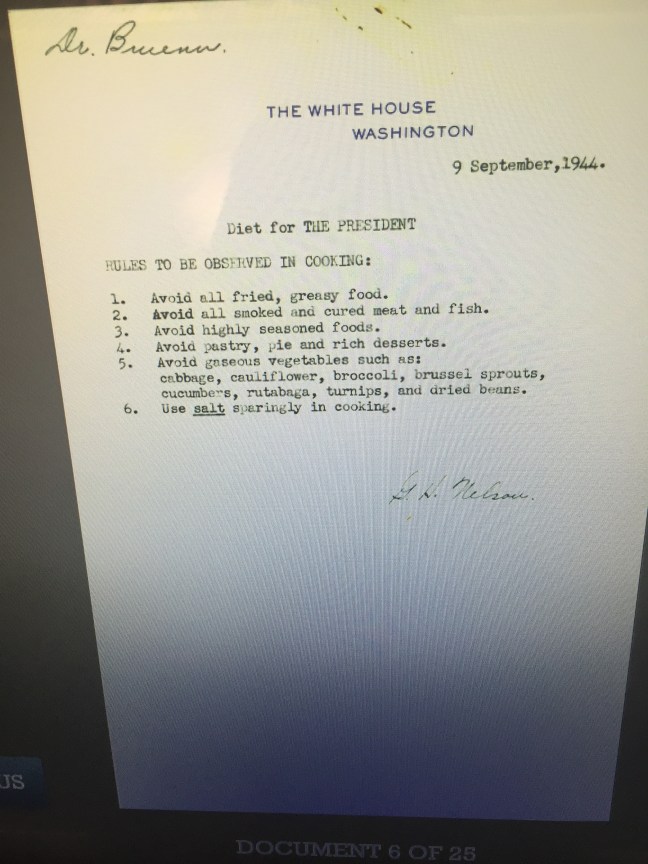 Dr. Bruenn.
THE WHITE HOUSE
WASHINGTON
9 September,1944.
Diet for THE PRESIDENT
RULES TO BE OBSERVED IN COOKING:
1. Avoid all fried, greasy food.
2. Avoid all smoked and cured meat and fish.
3. Avoid highly seasoned foods.
4. Avoid pastry, pie and rich desserts.
5. Avoid gaseous vegetables such as:
cabbage, cauliflower, broccoli, brussel sprouts,
cucumbers, rutabaga, turnips, and dried beans.
6. Use salt sparingly in cooking.
G. H. Nelson.
US
DOCUMENT 6 OF 25